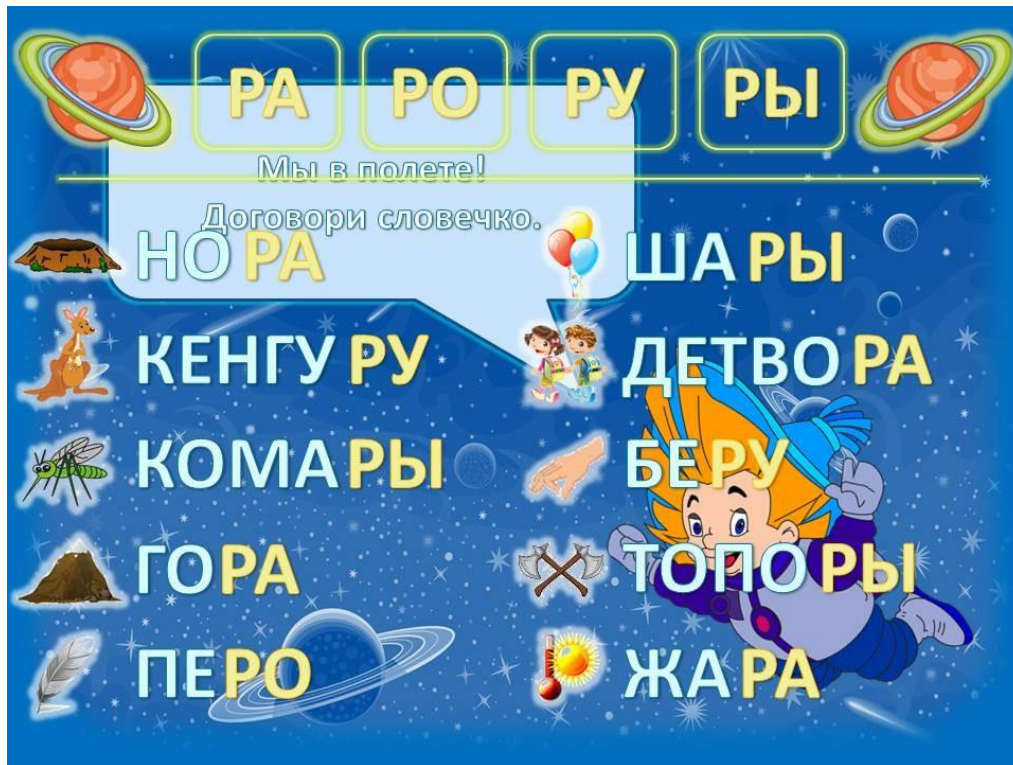 РА РО РУ РЫ
Мы в полете!
Договори словечко.
НОРА
КЕНГУРУ
КОМАРЫ
ГОРА
ПЕРО
ШАРЫ
ДЕТВОРА
БЕРУ
ТОПОРЫ
ЖАРА